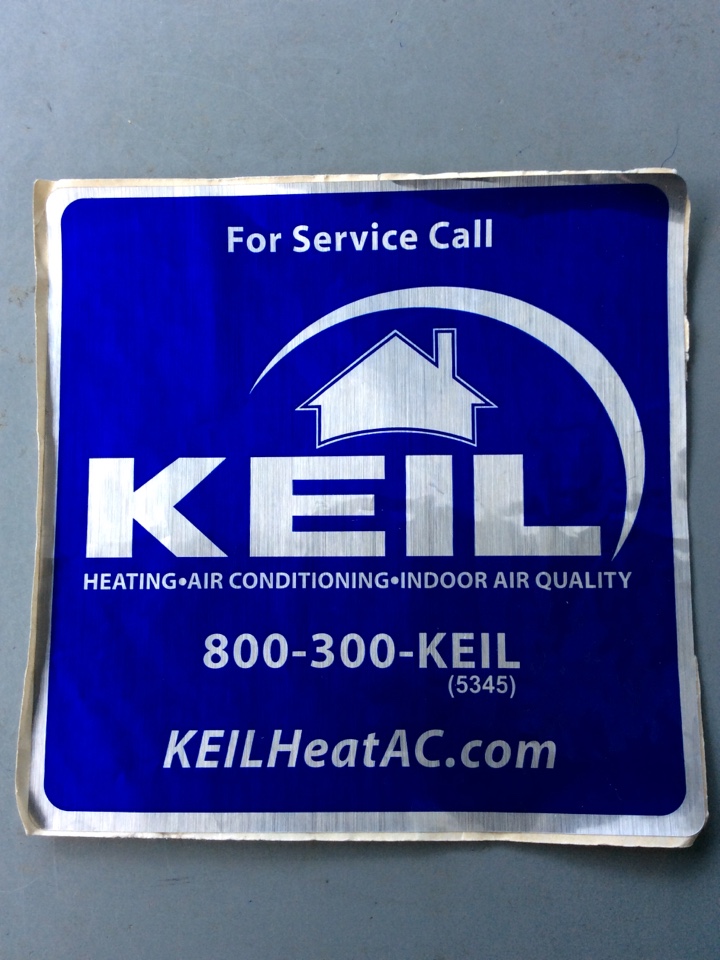 For Service Call
KEIL
HEATING•AIR CONDITIONING•INDOOR AIR QUALITY
800-300-KEIL
(5345)
KEILHeatAC.com